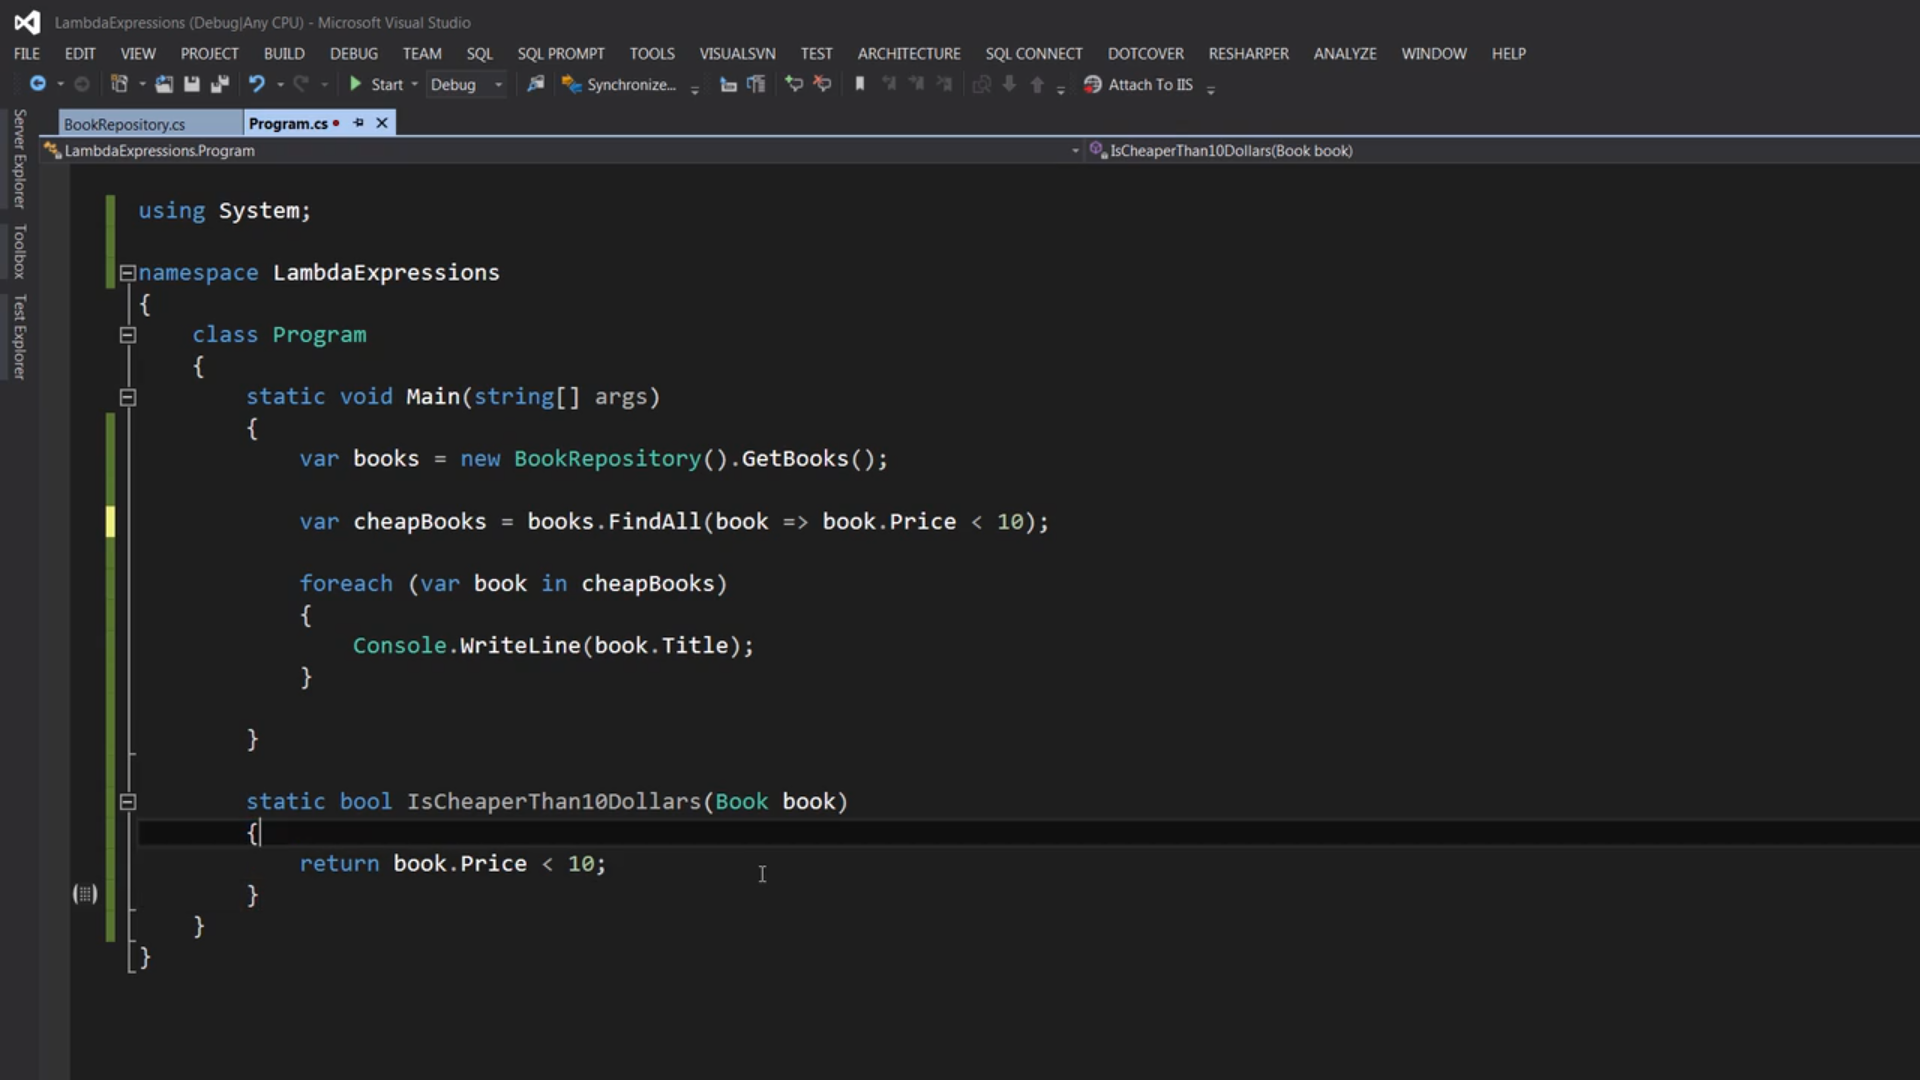 LambdaExpressions (Debug|Any CPU) - Microsoft Visual Studio
FILE EDIT VIEW PROJECT BUILD DEBUG TEAM SQL SQL PROMPT TOOLS VISUALSVN TEST ARCHITECTURE SQL CONNECT DOTCOVER RESHARPER ANALYZE WINDOW HELP
Start Debug Synchronize... Attach To IIS
BookRepository.cs Program.cs
LambdaExpressions.Program IsCheaperThan10Dollars(Book book)
Server Explorer
Toolbox
Test Explorer
using System;
namespace LambdaExpressions
{
class Program
{
static void Main(string[] args)
{
var books = new BookRepository().GetBooks();
var cheapBooks = books.FindAll(book => book.Price < 10);
foreach (var book in cheapBooks)
{
Console.WriteLine(book.Title);
}
}
static bool IsCheaperThan10Dollars(Book book)
{
return book.Price < 10;
}
}
}